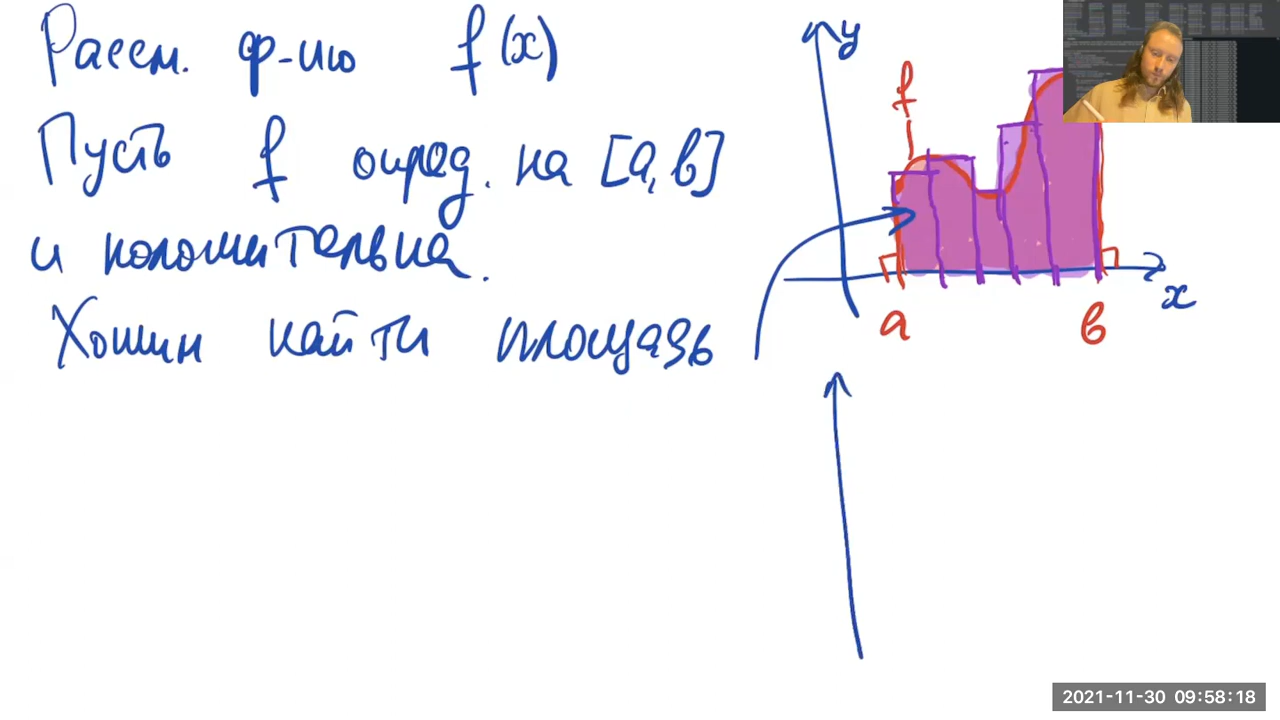 Рассм. ф-ию f(x)
Пусть f опред. на [a, b]
и положительна.
Хотим найти площадь
y
f
a
b
x
2021-11-30 09:58:18